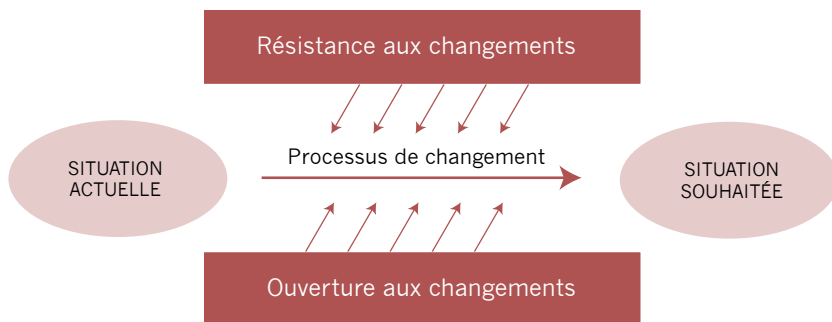 Résistance aux changements
Processus de changement
SITUATION
ACTUELLE
SITUATION
SOUHAITÉE
Ouverture aux changements